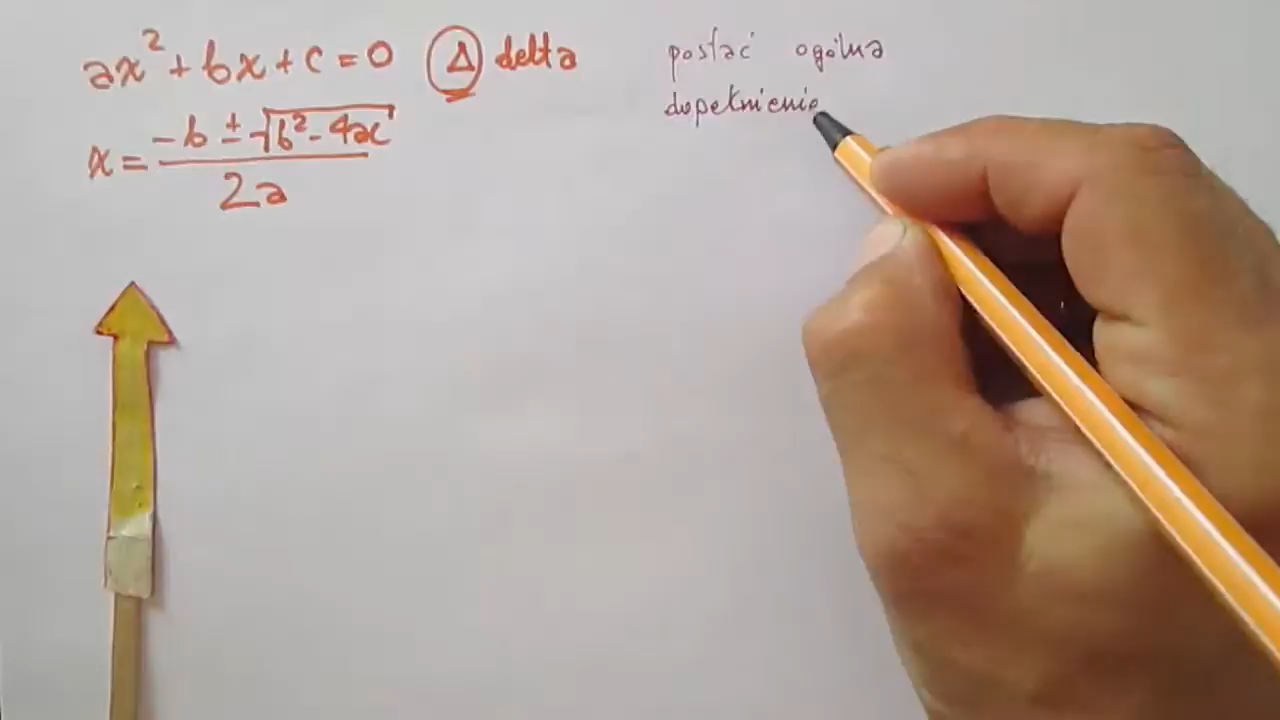 ax² + bx + c = 0 Δ delta
x = (-b ± √(b² - 4ac)) / 2a
postać ogólna
dopełnienie